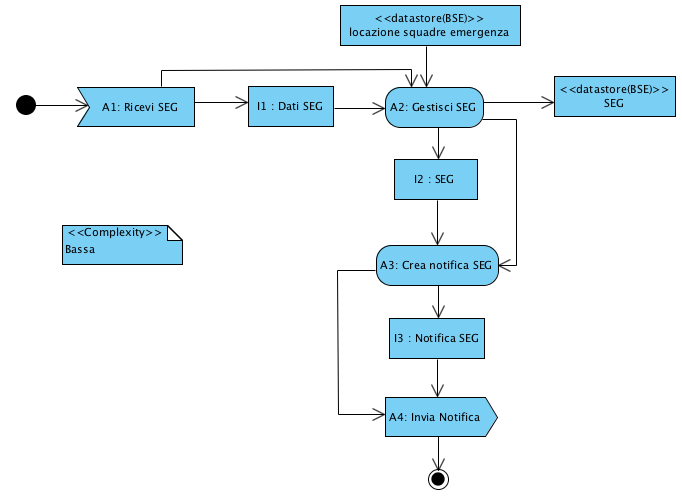 <<datastore(BSE)>>
locazione squadre emergenza
A1: Ricevi SEG
I1 : Dati SEG
A2: Gestisci SEG
<<datastore(BSE)>>
SEG
I2 : SEG
<<Complexity>>
Bassa
A3: Crea notifica SEG
I3 : Notifica SEG
A4: Invia Notifica